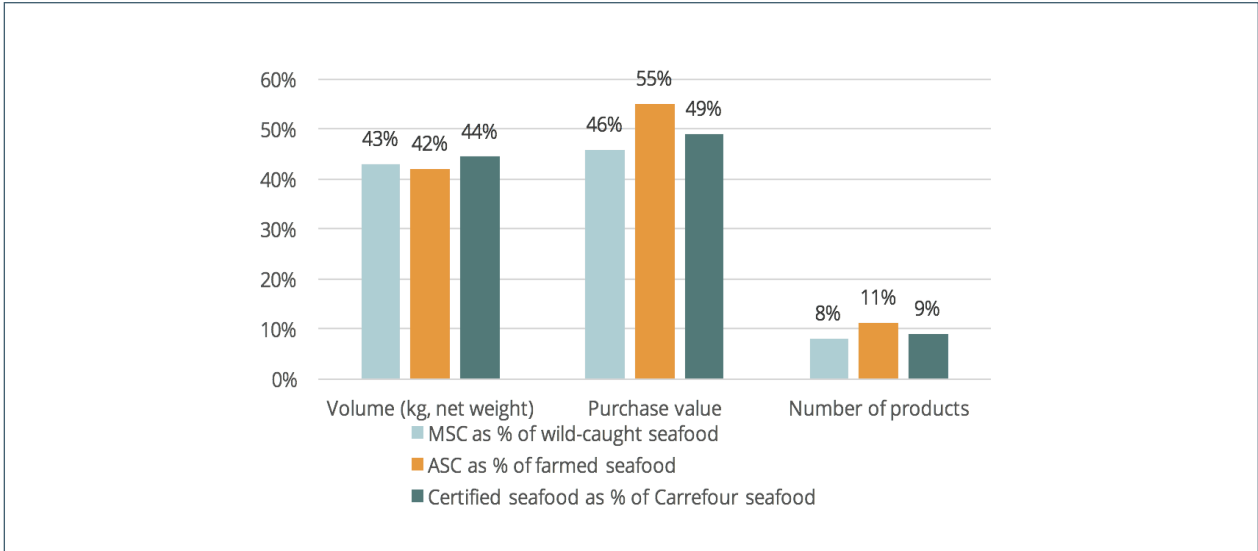 60%
50%
40%
30%
20%
10%
0%
43%
42%
44%
46%
55%
49%
8%
11%
9%
Volume (kg, net weight)
Purchase value
Number of products
MSC as % of wild-caught seafood
ASC as % of farmed seafood
Certified seafood as % of Carrefour seafood